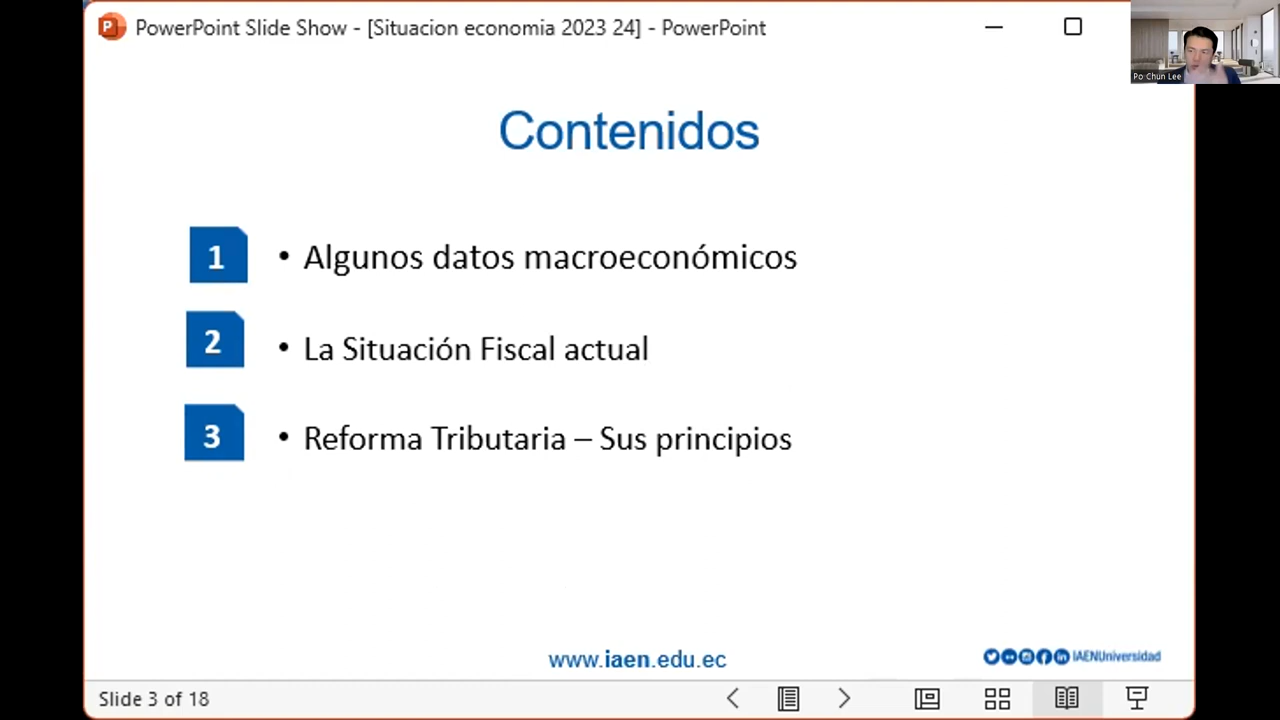 PowerPoint Slide Show - [Situacion economia 2023 24] - PowerPoint
Po Chun Lee
Contenidos
1 • Algunos datos macroeconómicos
2 • La Situación Fiscal actual
3 • Reforma Tributaria – Sus principios
www.iaen.edu.ec
IAENUniversidad
Slide 3 of 18